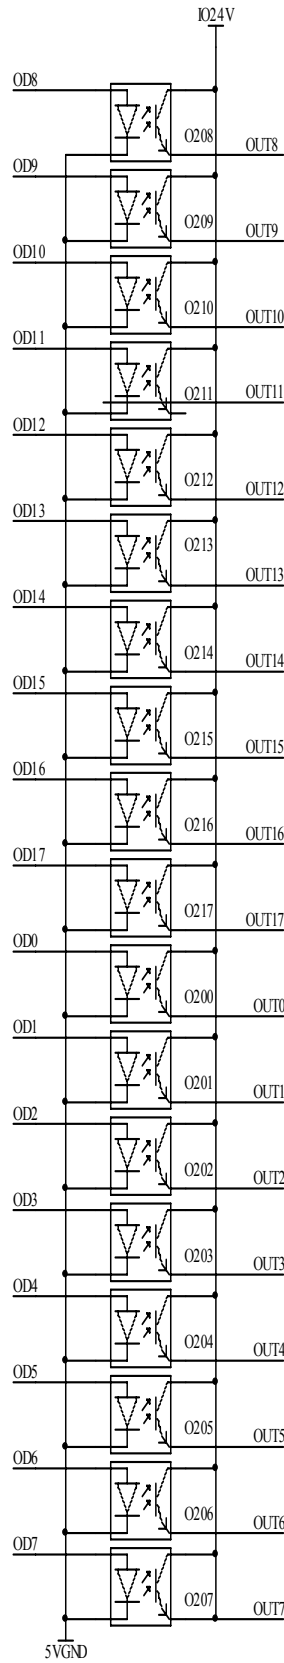 IO24V
OD8
O208
OUT8
OD9
O209
OUT9
OD10
O210
OUT10
OD11
O211
OUT11
OD12
O212
OUT12
OD13
O213
OUT13
OD14
O214
OUT14
OD15
O215
OUT15
OD16
O216
OUT16
OD17
O217
OUT17
OD0
O200
OUT0
OD1
O201
OUT1
OD2
O202
OUT2
OD3
O203
OUT3
OD4
O204
OUT4
OD5
O205
OUT5
OD6
O206
OUT6
OD7
O207
OUT7
5VGND